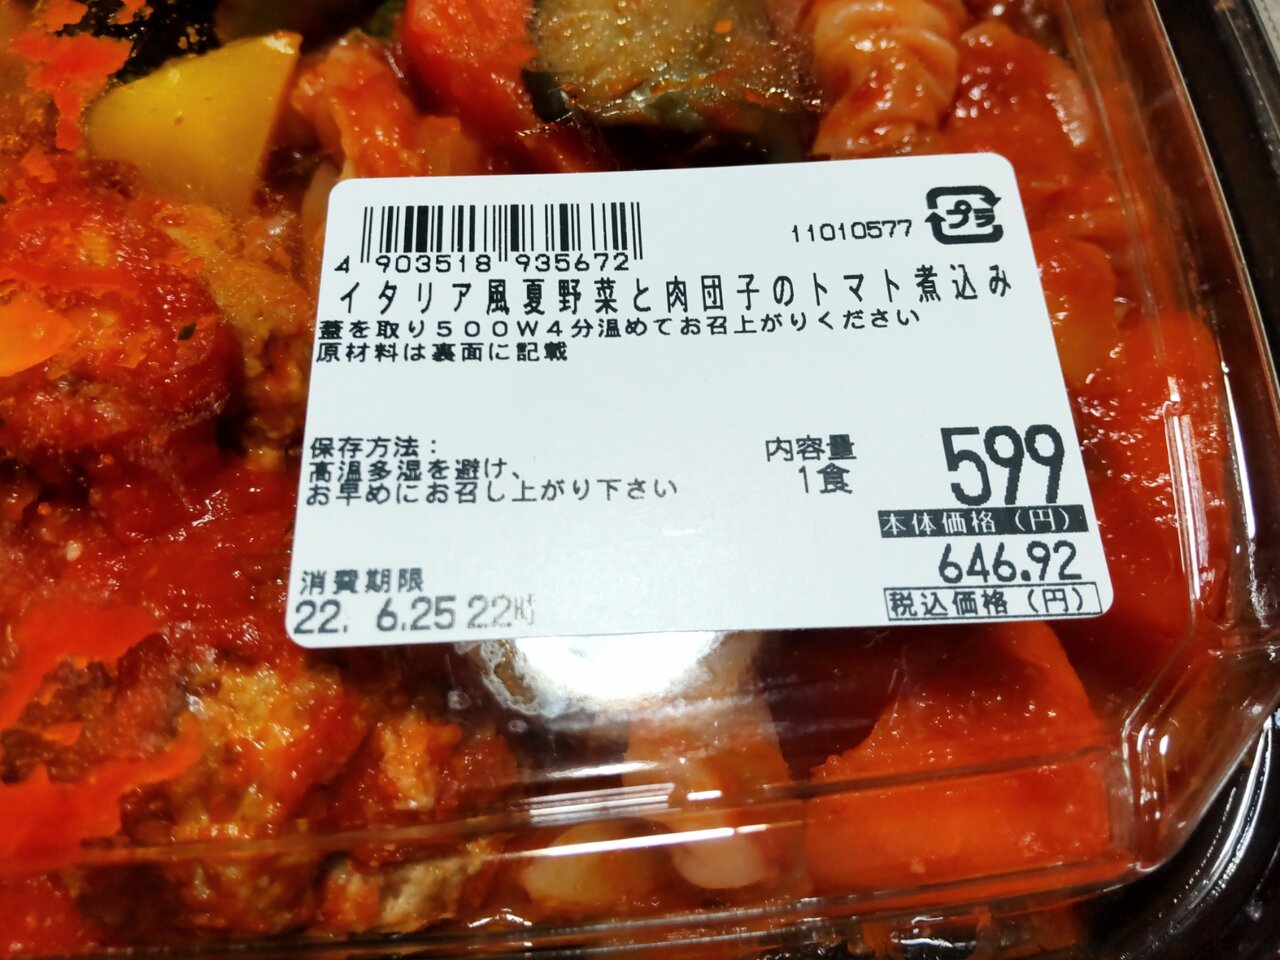 11010577
プラ
4 903518 935672
イタリア風夏野菜と肉団子のトマト煮込み
蓋を取り500W4分温めてお召上がりください
原材料は裏面に記載
保存方法:
高温多湿を避け、
お早めにお召し上がり下さい
内容量
1食
599
本体価格(円)
646.92
税込価格(円)
消費期限
22. 6.25 22時